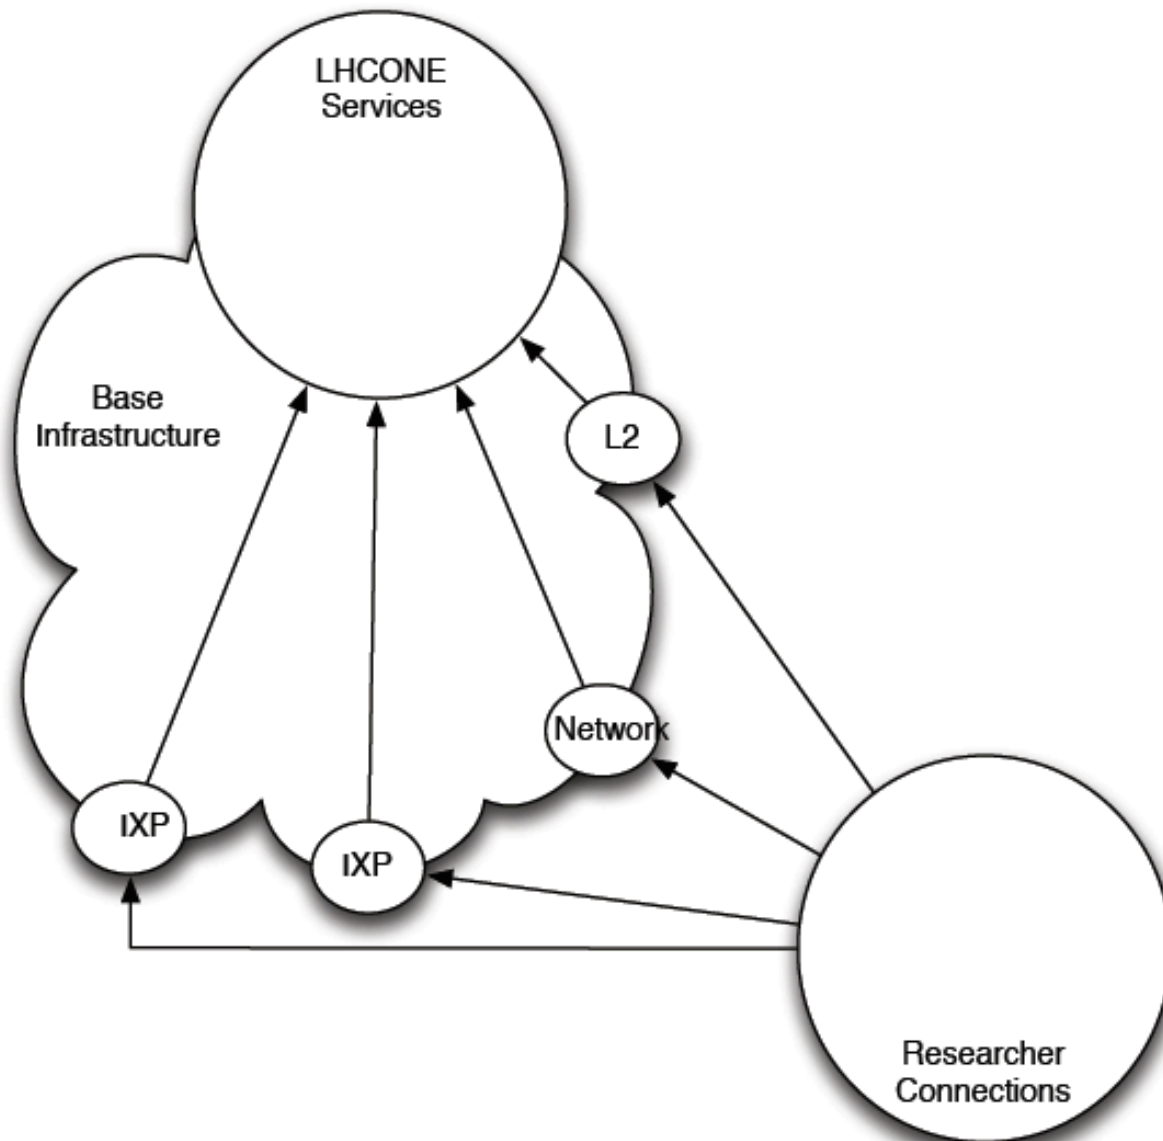 LHCONE
Services
Base
Infrastructure
L2
Network
IXP
IXP
Researcher
Connections